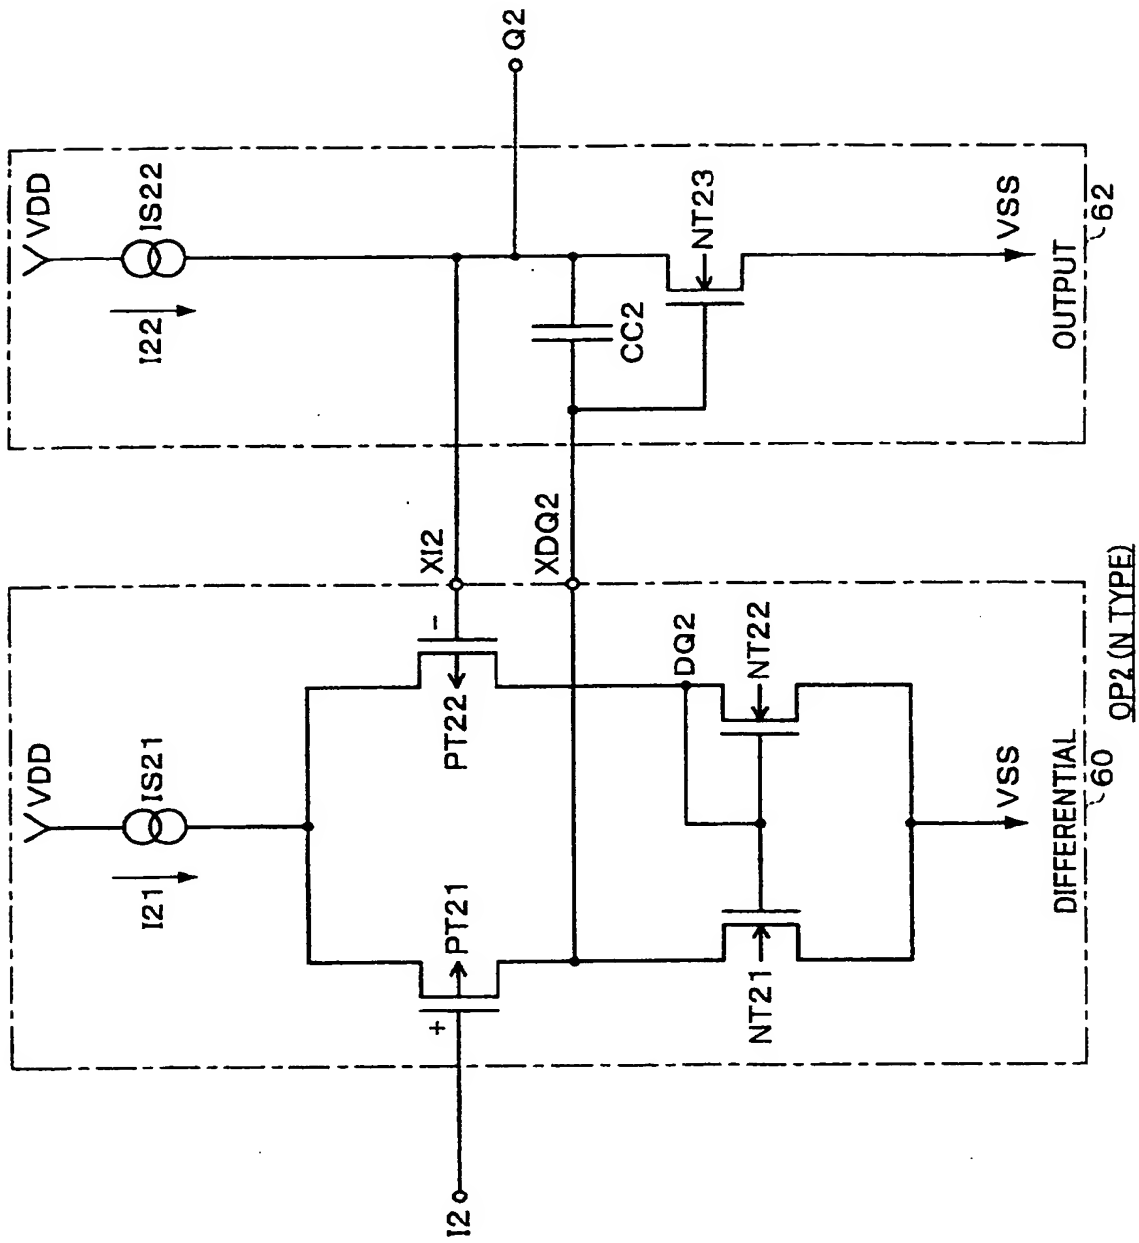 VDD
IS21
I21
I2
+
PT21
PT22
-
XI2
XDQ2
DQ2
NT21
NT22
VSS
DIFFERENTIAL
60
VDD
IS22
I22
Q2
CC2
NT23
VSS
OUTPUT
62
OP2 (N TYPE)